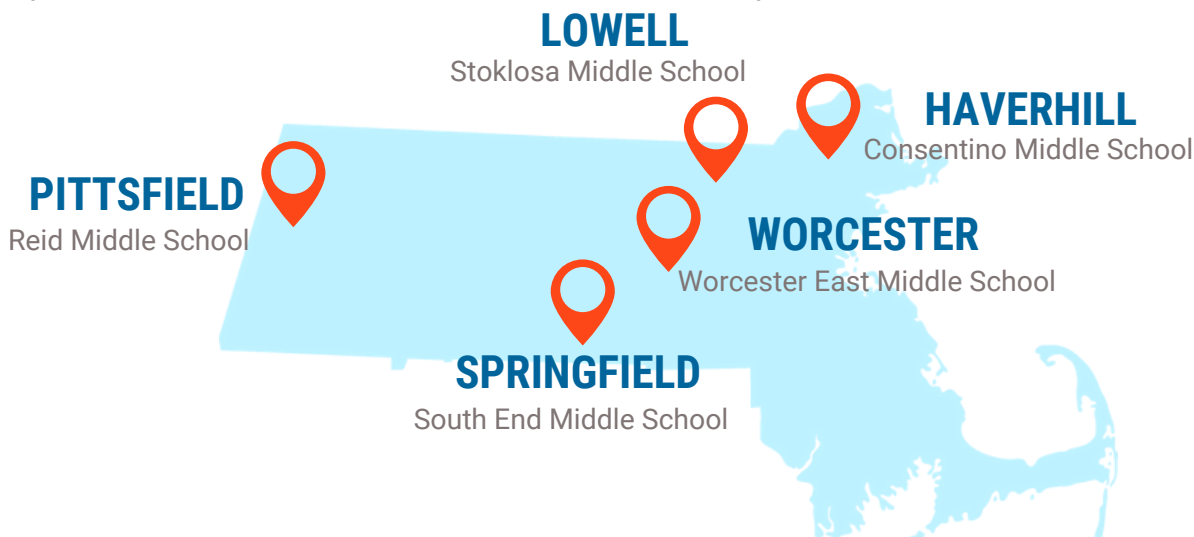 LOWELL
Stoklosa Middle School
HAVERHILL
Consentino Middle School
PITTSFIELD
Reid Middle School
WORCESTER
Worcester East Middle School
SPRINGFIELD
South End Middle School